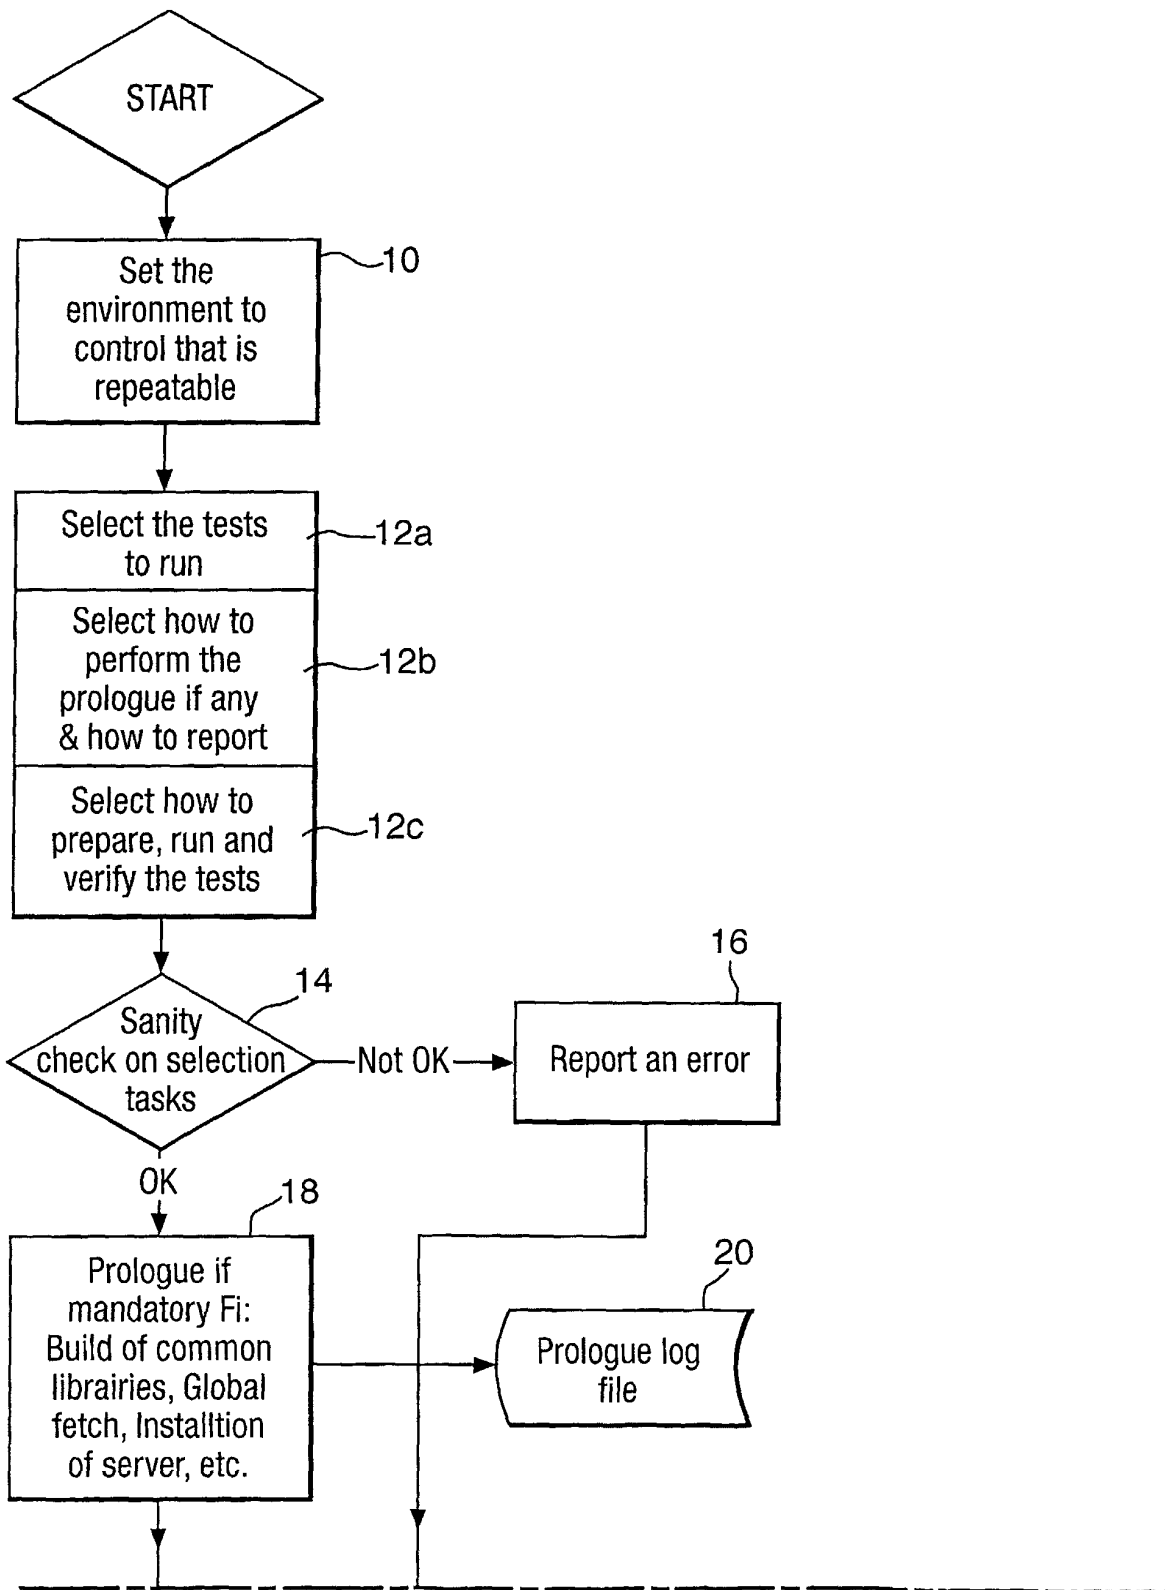 START
10
Set the
environment to
control that is
repeatable
Select the tests
to run
12a
Select how to
perform the
prologue if any
& how to report
12b
Select how to
prepare, run and
verify the tests
12c
14
Sanity
check on selection
tasks
Not OK
16
Report an error
OK
18
Prologue if
mandatory Fi:
Build of common
librairies, Global
fetch, Installtion
of server, etc.
20
Prologue log
file